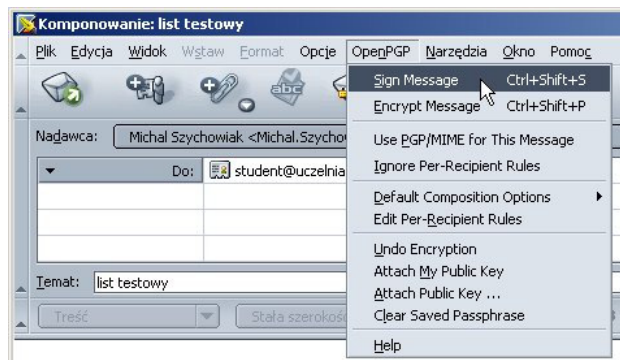 Komponowanie: list testowy
Plik Edycja Widok Wstaw Format Opcje OpenPGP Narzędzia Okno Pomoc
abc
Sign Message Ctrl+Shift+S
Encrypt Message Ctrl+Shift+P
Nadawca: Michal Szychowiak <Michal.Szycho
Use PGP/MIME for This Message
Ignore Per-Recipient Rules
Do: student@uczelnia
Default Composition Options
Edit Per-Recipient Rules
Undo Encryption
Attach My Public Key
Temat: list testowy
Attach Public Key ...
Clear Saved Passphrase
Treść Stała szerokoś
Help